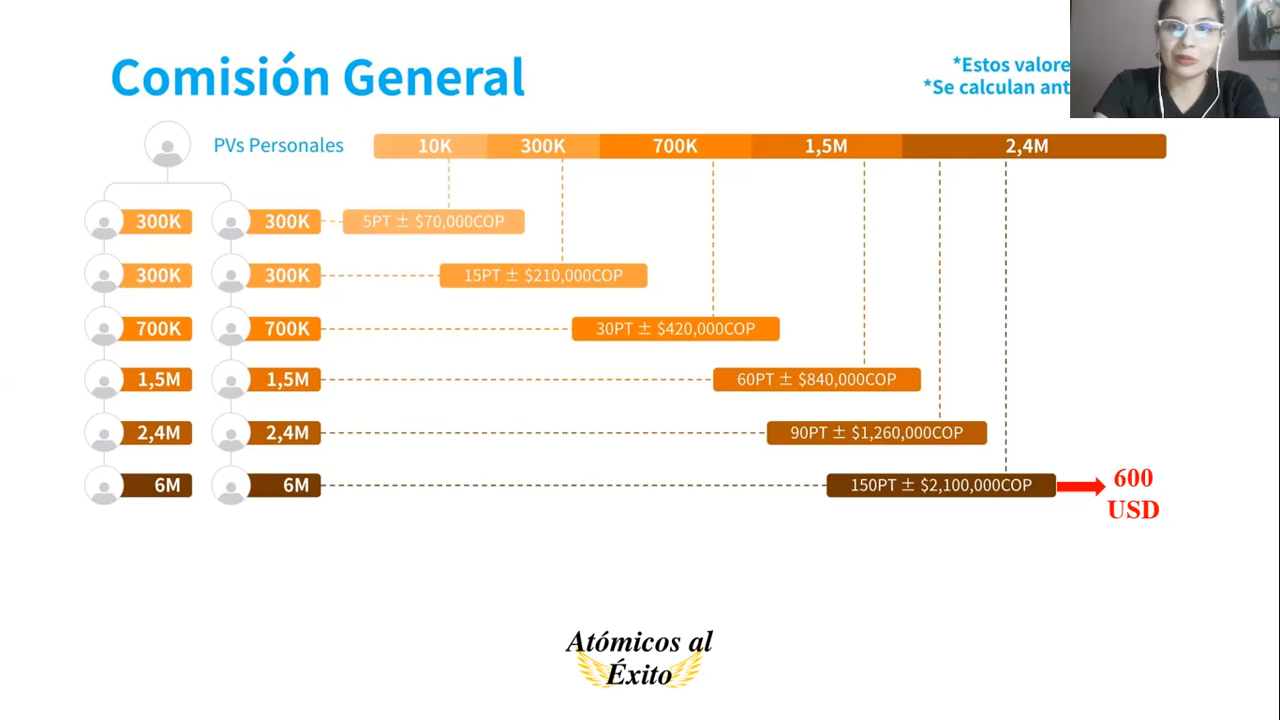 Comisión General
*Estos valore
*Se calculan ant
PVs Personales 10K 300K 700K 1,5M 2,4M
300K 300K 5PT ± $70,000COP
300K 300K 15PT ± $210,000COP
700K 700K 30PT ± $420,000COP
1,5M 1,5M 60PT ± $840,000COP
2,4M 2,4M 90PT ± $1,260,000COP
6M 6M 150PT ± $2,100,000COP
600
USD
Atómicos al
Éxito